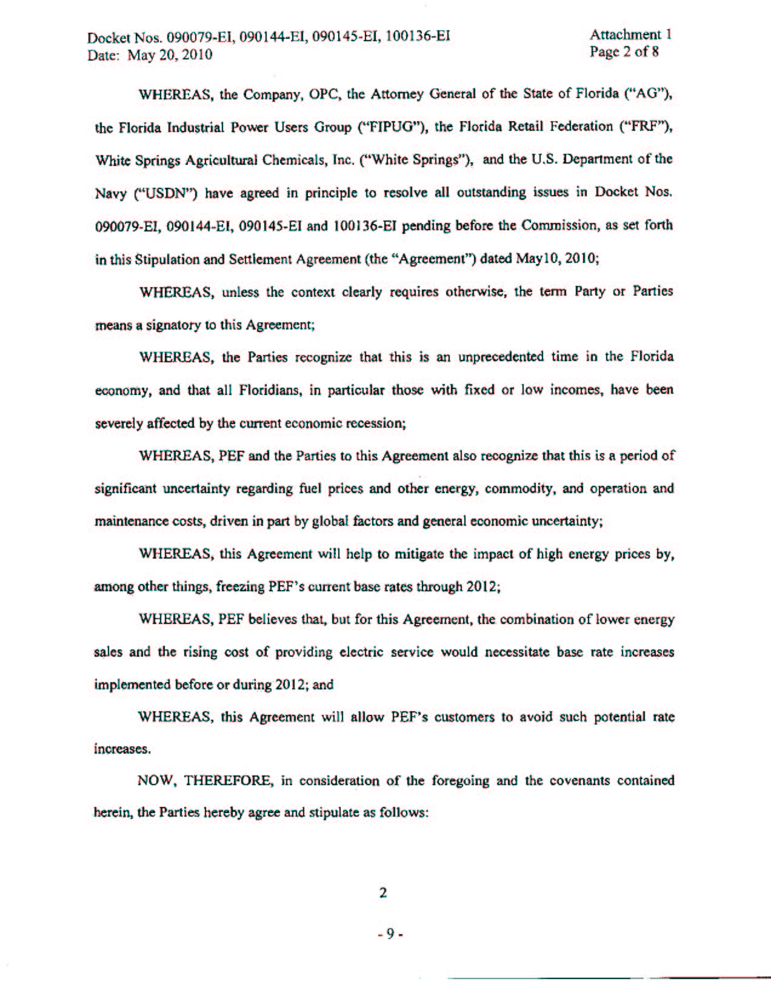 Docket Nos. 090079-EI, 090144-EI, 090145-EI, 100136-EI
Date: May 20, 2010
Attachment 1
Page 2 of 8
WHEREAS, the Company, OPC, the Attorney General of the State of Florida (“AG”),
the Florida Industrial Power Users Group (“FIPUG”), the Florida Retail Federation (“FRF”),
White Springs Agricultural Chemicals, Inc. (“White Springs”), and the U.S. Department of the
Navy (“USDN”) have agreed in principle to resolve all outstanding issues in Docket Nos.
090079-EI, 090144-EI, 090145-EI and 100136-EI pending before the Commission, as set forth
in this Stipulation and Settlement Agreement (the “Agreement”) dated May10, 2010;
WHEREAS, unless the context clearly requires otherwise, the term Party or Parties
means a signatory to this Agreement;
WHEREAS, the Parties recognize that this is an unprecedented time in the Florida
economy, and that all Floridians, in particular those with fixed or low incomes, have been
severely affected by the current economic recession;
WHEREAS, PEF and the Parties to this Agreement also recognize that this is a period of
significant uncertainty regarding fuel prices and other energy, commodity, and operation and
maintenance costs, driven in part by global factors and general economic uncertainty;
WHEREAS, this Agreement will help to mitigate the impact of high energy prices by,
among other things, freezing PEF’s current base rates through 2012;
WHEREAS, PEF believes that, but for this Agreement, the combination of lower energy
sales and the rising cost of providing electric service would necessitate base rate increases
implemented before or during 2012; and
WHEREAS, this Agreement will allow PEF’s customers to avoid such potential rate
increases.
NOW, THEREFORE, in consideration of the foregoing and the covenants contained
herein, the Parties hereby agree and stipulate as follows:
2
- 9 -